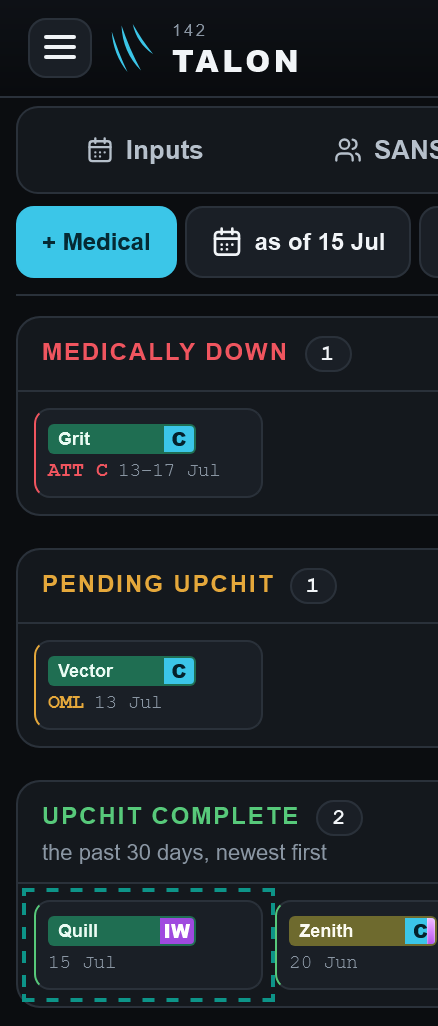 142
TALON
Inputs
SANS
+ Medical
as of 15 Jul
MEDICALLY DOWN 1
Grit C
ATT C 13–17 Jul
PENDING UPCHIT 1
Vector C
OML 13 Jul
UPCHIT COMPLETE 2
the past 30 days, newest first
Quill IW
15 Jul
Zenith C
20 Jun